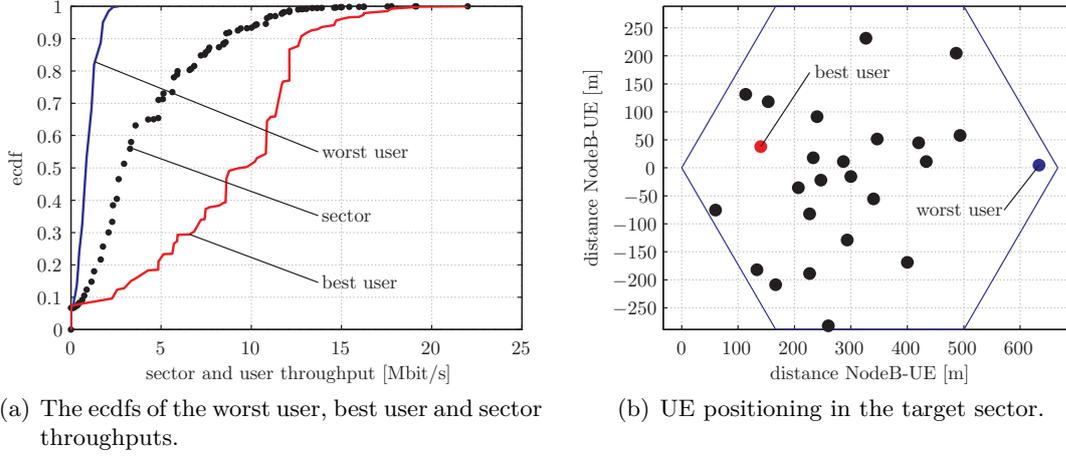 1
0.9
0.8
0.7
0.6
0.5
0.4
0.3
0.2
0.1
0
ecdf
worst user
sector
best user
0 5 10 15 20 25
sector and user throughput [Mbit/s]
(a) The ecdfs of the worst user, best user and sector
throughputs.
250
200
150
100
50
0
−50
−100
−150
−200
−250
distance NodeB-UE [m]
best user
worst user
0 100 200 300 400 500 600
distance NodeB-UE [m]
(b) UE positioning in the target sector.